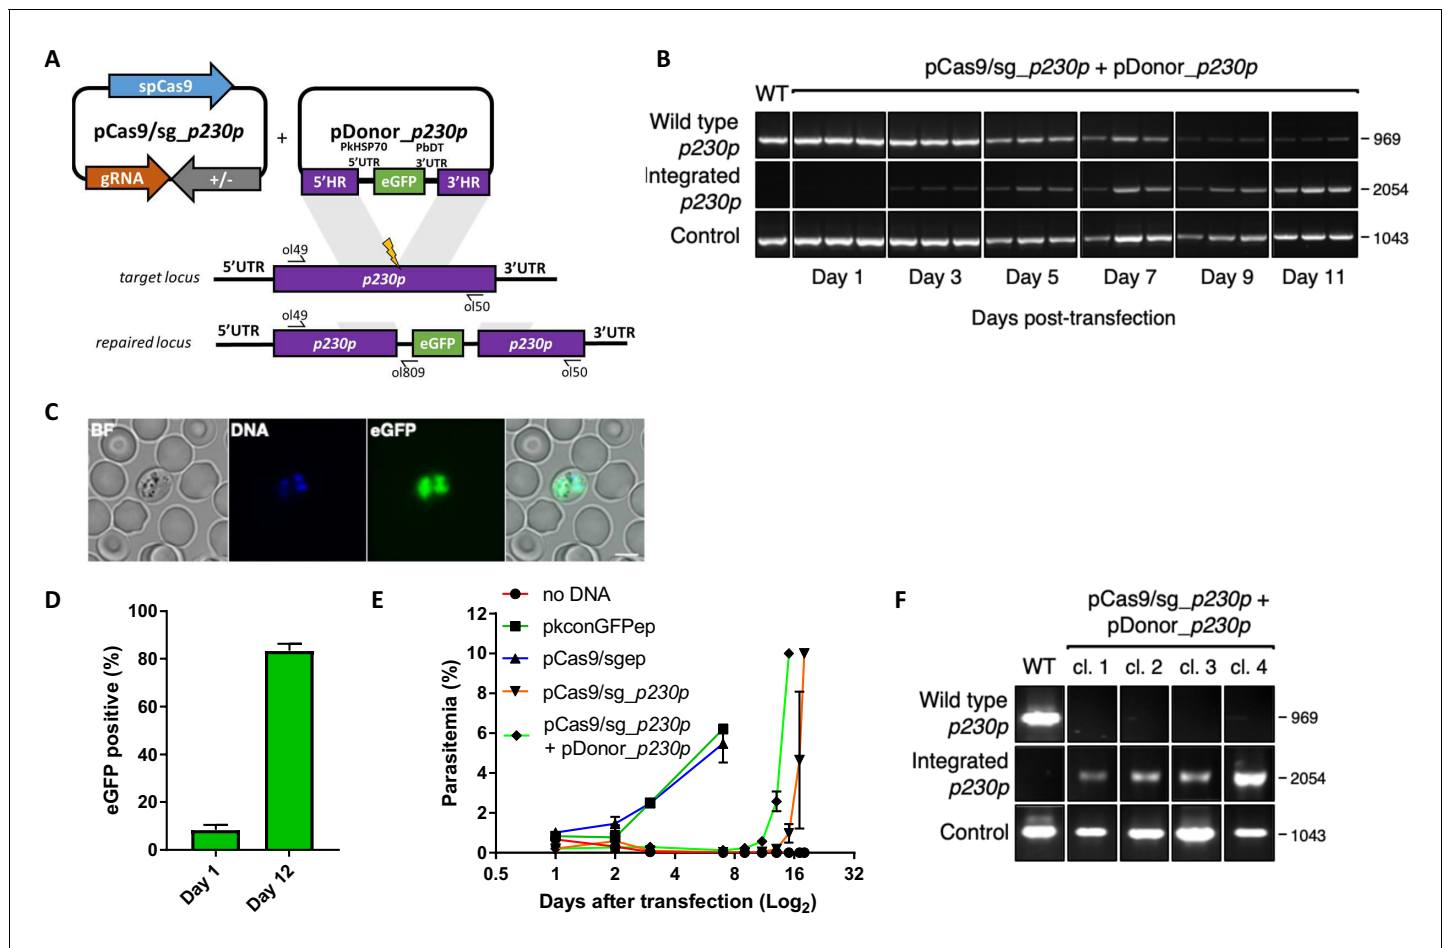 A
spCas9
pCas9/sg_p230p
gRNA
+/-
+
pDonor_p230p
PkHSP70 PbDT
5'UTR 3'UTR
5'HR eGFP 3'HR
ol49
5'UTR 3'UTR
target locus p230p
ol50
ol49
5'UTR 3'UTR
repaired locus p230p eGFP p230p
ol809 ol50
B
pCas9/sg_p230p + pDonor_p230p
WT
Wild type
p230p
969
Integrated
p230p
2054
Control
1043
Day 1 Day 3 Day 5 Day 7 Day 9 Day 11
Days post-transfection
C
BF DNA eGFP
D
eGFP positive (%)
100
80
60
40
20
0
Day 1 Day 12
E
no DNA
pkconGFPep
pCas9/sgep
pCas9/sg_p230p
pCas9/sg_p230p
+ pDonor_p230p
Parasitemia (%)
12
10
8
6
4
2
0
0.5 1 2 4 8 16 32
Days after transfection (Log2)
F
pCas9/sg_p230p +
pDonor_p230p
WT cl. 1 cl. 2 cl. 3 cl. 4
Wild type
p230p
969
Integrated
p230p
2054
Control
1043